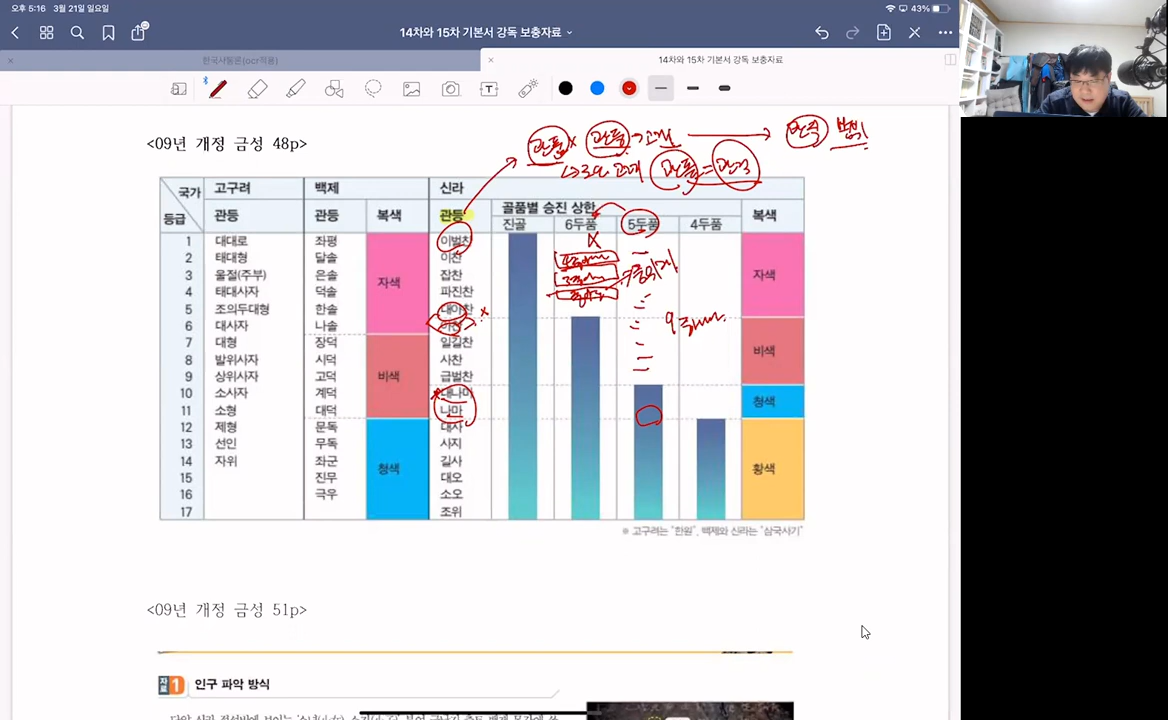 오후 5:16 3월 21일 일요일
43%
14차와 15차 기본서 강독 보충자료
한국사통론(ocr적용)
14차와 15차 기본서 강독 보충자료
<09년 개정 금성 48p>
관등 × 관등 → 고대
관등 = 관직
국가 고구려 백제 신라
등급 관등 관등 복색 관등 골품별 승진 상한 복색
진골 6두품 5두품 4두품
1 대대로 좌평 이벌찬
2 태대형 달솔 이찬
3 울절(주부) 은솔 잡찬 자색
4 태대사자 덕솔 자색 파진찬
5 조의두대형 한솔 대아찬
6 대사자 나솔 아찬
7 대형 장덕 일길찬 비색
8 발위사자 시덕 사찬
9 상위사자 고덕 비색 급벌찬
10 소사자 계덕 대나마 청색
11 소형 대덕 나마
12 제형 문독 대사
13 선인 무독 사지
14 자위 좌군 청색 길사 황색
15 진무 대오
16 극우 소오
17 조위
※ 고구려는 "한원", 백제와 신라는 "삼국사기"
<09년 개정 금성 51p>
자료 1 인구 파악 방식